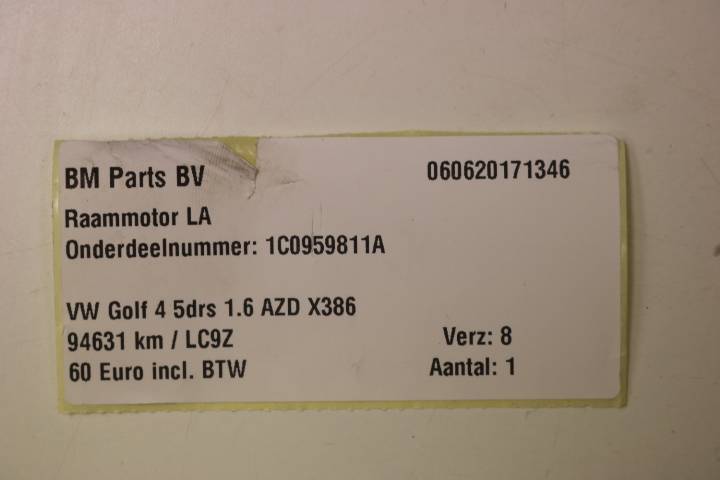 BM Parts BV 060620171346
Raammotor LA
Onderdeelnummer: 1C0959811A
VW Golf 4 5drs 1.6 AZD X386
94631 km / LC9Z Verz: 8
60 Euro incl. BTW Aantal: 1